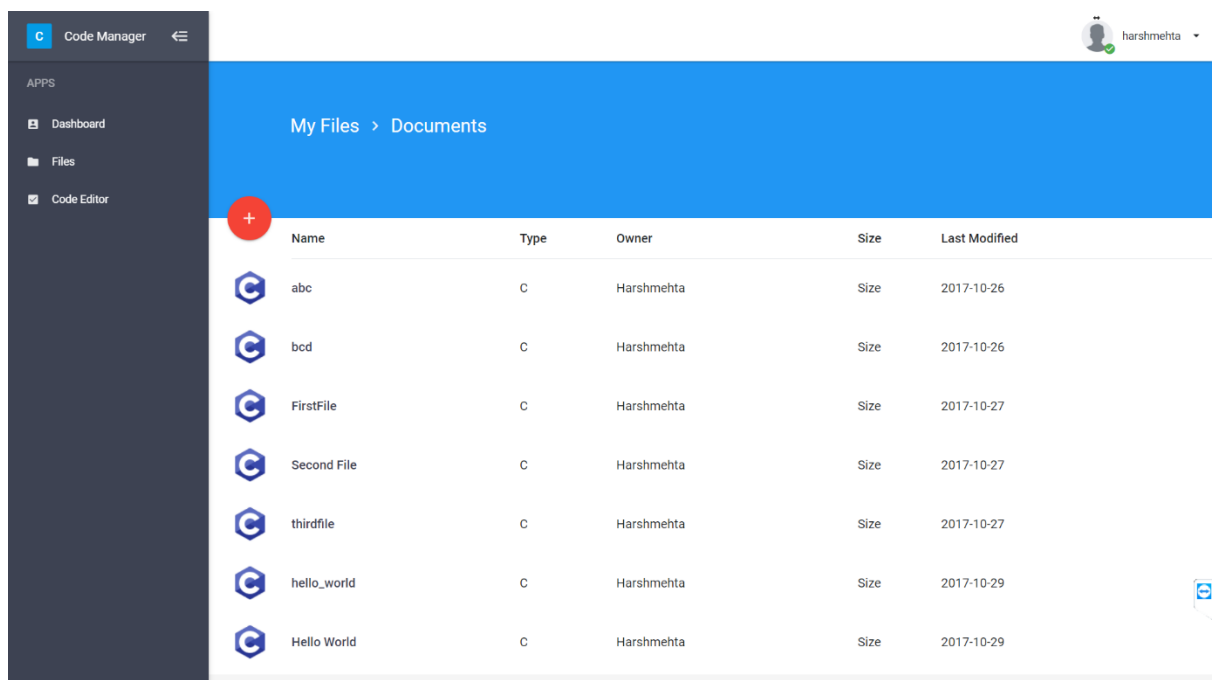 C Code Manager
harshmehta
APPS
Dashboard
Files
Code Editor
My Files > Documents
+
Name Type Owner Size Last Modified
abc C Harshmehta Size 2017-10-26
bcd C Harshmehta Size 2017-10-26
FirstFile C Harshmehta Size 2017-10-27
Second File C Harshmehta Size 2017-10-27
thirdfile C Harshmehta Size 2017-10-27
hello_world C Harshmehta Size 2017-10-29
Hello World C Harshmehta Size 2017-10-29